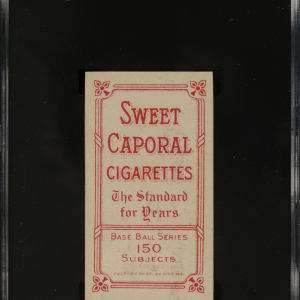 SWEET
CAPORAL
CIGARETTES
The Standard
for Years
BASE BALL SERIES
150
SUBJECTS